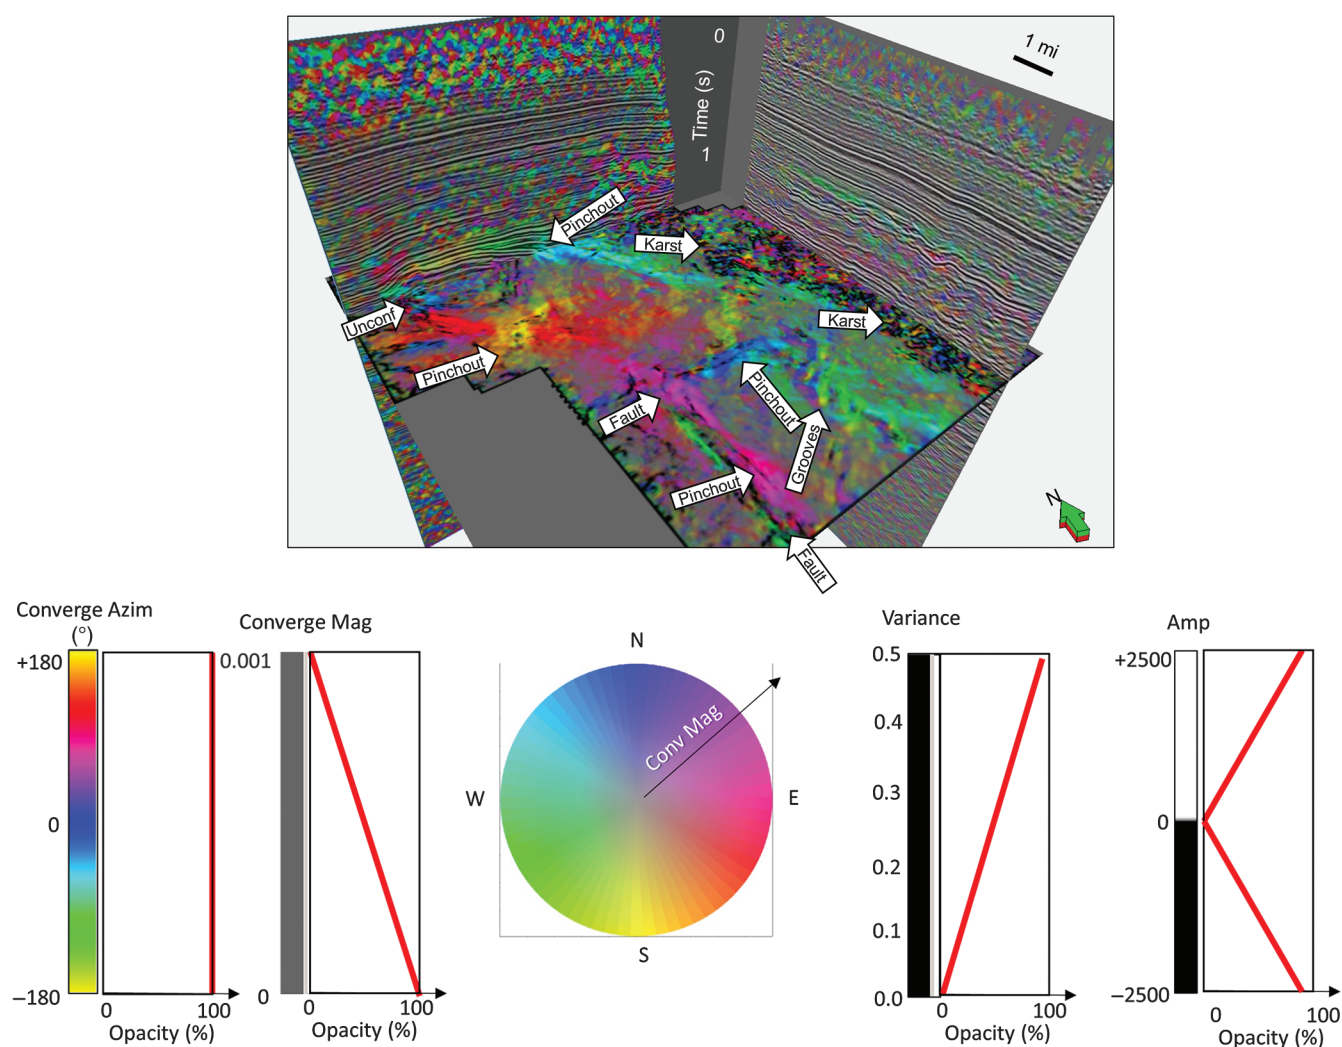 0
Time (s)
1
1 mi
Pinchout
Karst
Unconf
Karst
Pinchout
Pinchout
Fault
Grooves
Pinchout
N
Fault
Converge Azim
(°)
+180
0
–180
0 100
Opacity (%)
Converge Mag
0.001
0
0 100
Opacity (%)
N
Conv Mag
W
E
S
Variance
0.5
0.4
0.3
0.2
0.1
0.0
0 100
Opacity (%)
Amp
+2500
0
–2500
0 100
Opacity (%)